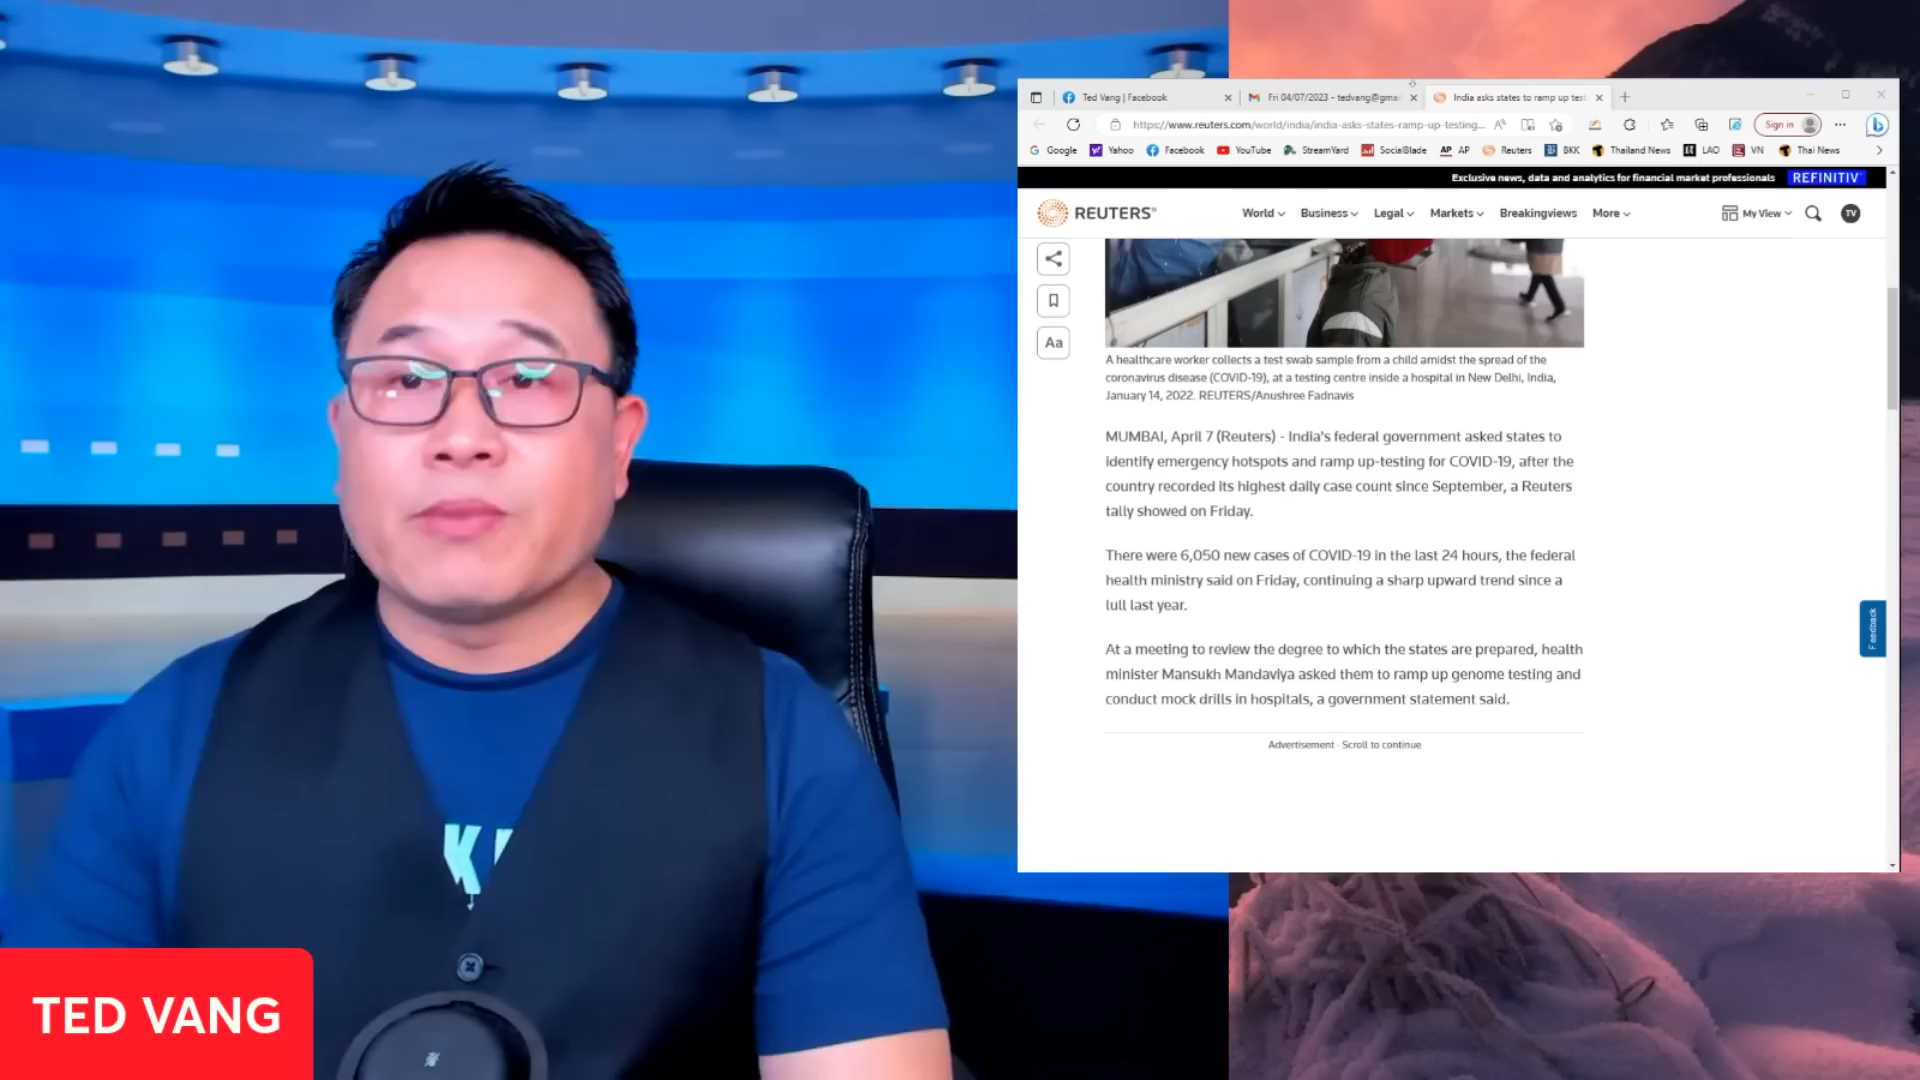 Ted Vang | Facebook
Fri 04/07/2023 - tedvang@gmai
India asks states to ramp up test
https://www.reuters.com/world/india/india-asks-states-ramp-up-testing...
Sign in
Google Yahoo Facebook YouTube StreamYard SocialBlade AP AP Reuters BKK Thailand News LAO VN Thai News
Exclusive news, data and analytics for financial market professionals REFINITIV
REUTERS® World Business Legal Markets Breakingviews More My View TV
Aa
A healthcare worker collects a test swab sample from a child amidst the spread of the
coronavirus disease (COVID-19), at a testing centre inside a hospital in New Delhi, India,
January 14, 2022. REUTERS/Anushree Fadnavis
MUMBAI, April 7 (Reuters) - India's federal government asked states to
identify emergency hotspots and ramp up-testing for COVID-19, after the
country recorded its highest daily case count since September, a Reuters
tally showed on Friday.
There were 6,050 new cases of COVID-19 in the last 24 hours, the federal
health ministry said on Friday, continuing a sharp upward trend since a
lull last year.
At a meeting to review the degree to which the states are prepared, health
minister Mansukh Mandaviya asked them to ramp up genome testing and
conduct mock drills in hospitals, a government statement said.
Advertisement · Scroll to continue
Feedback
TED VANG